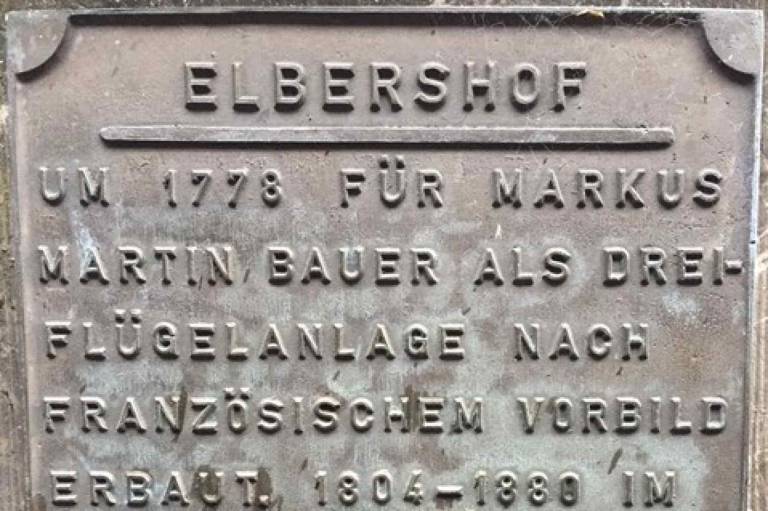 ELBERSHOF
UM 1778 FÜR MARKUS
MARTIN BAUER ALS DREI-
FLÜGELANLAGE NACH
FRANZÖSISCHEM VORBILD
ERBAUT. 1804-1880 IM